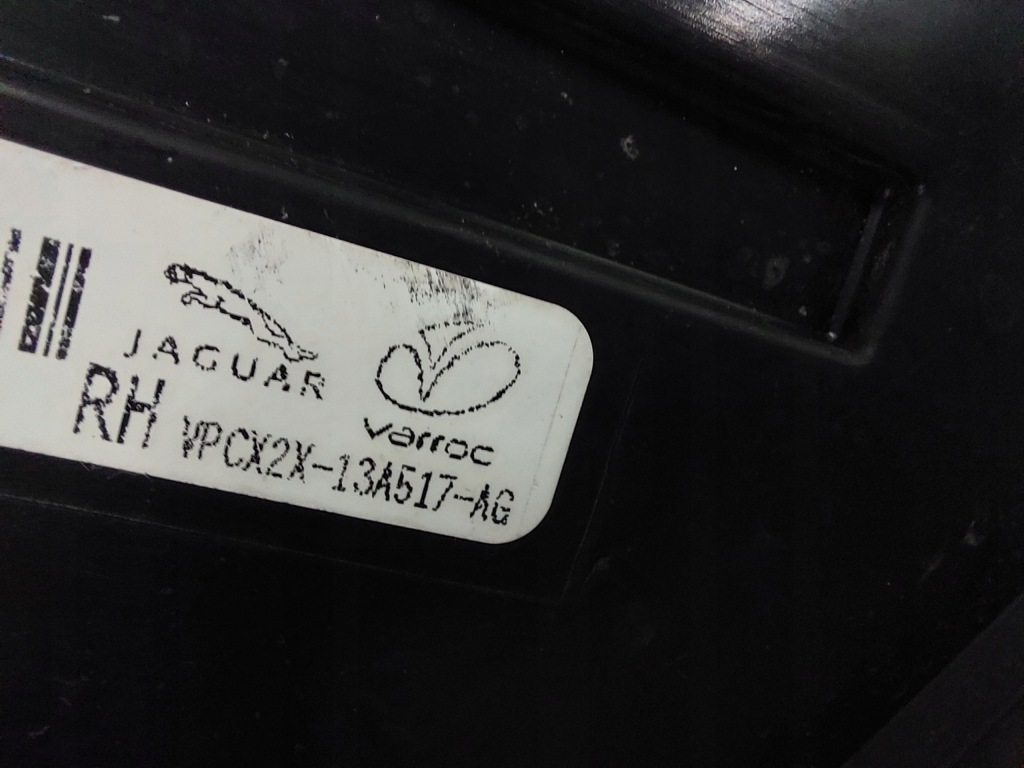 JAGUAR
varroc
RH VPCX2X-13A517-AG